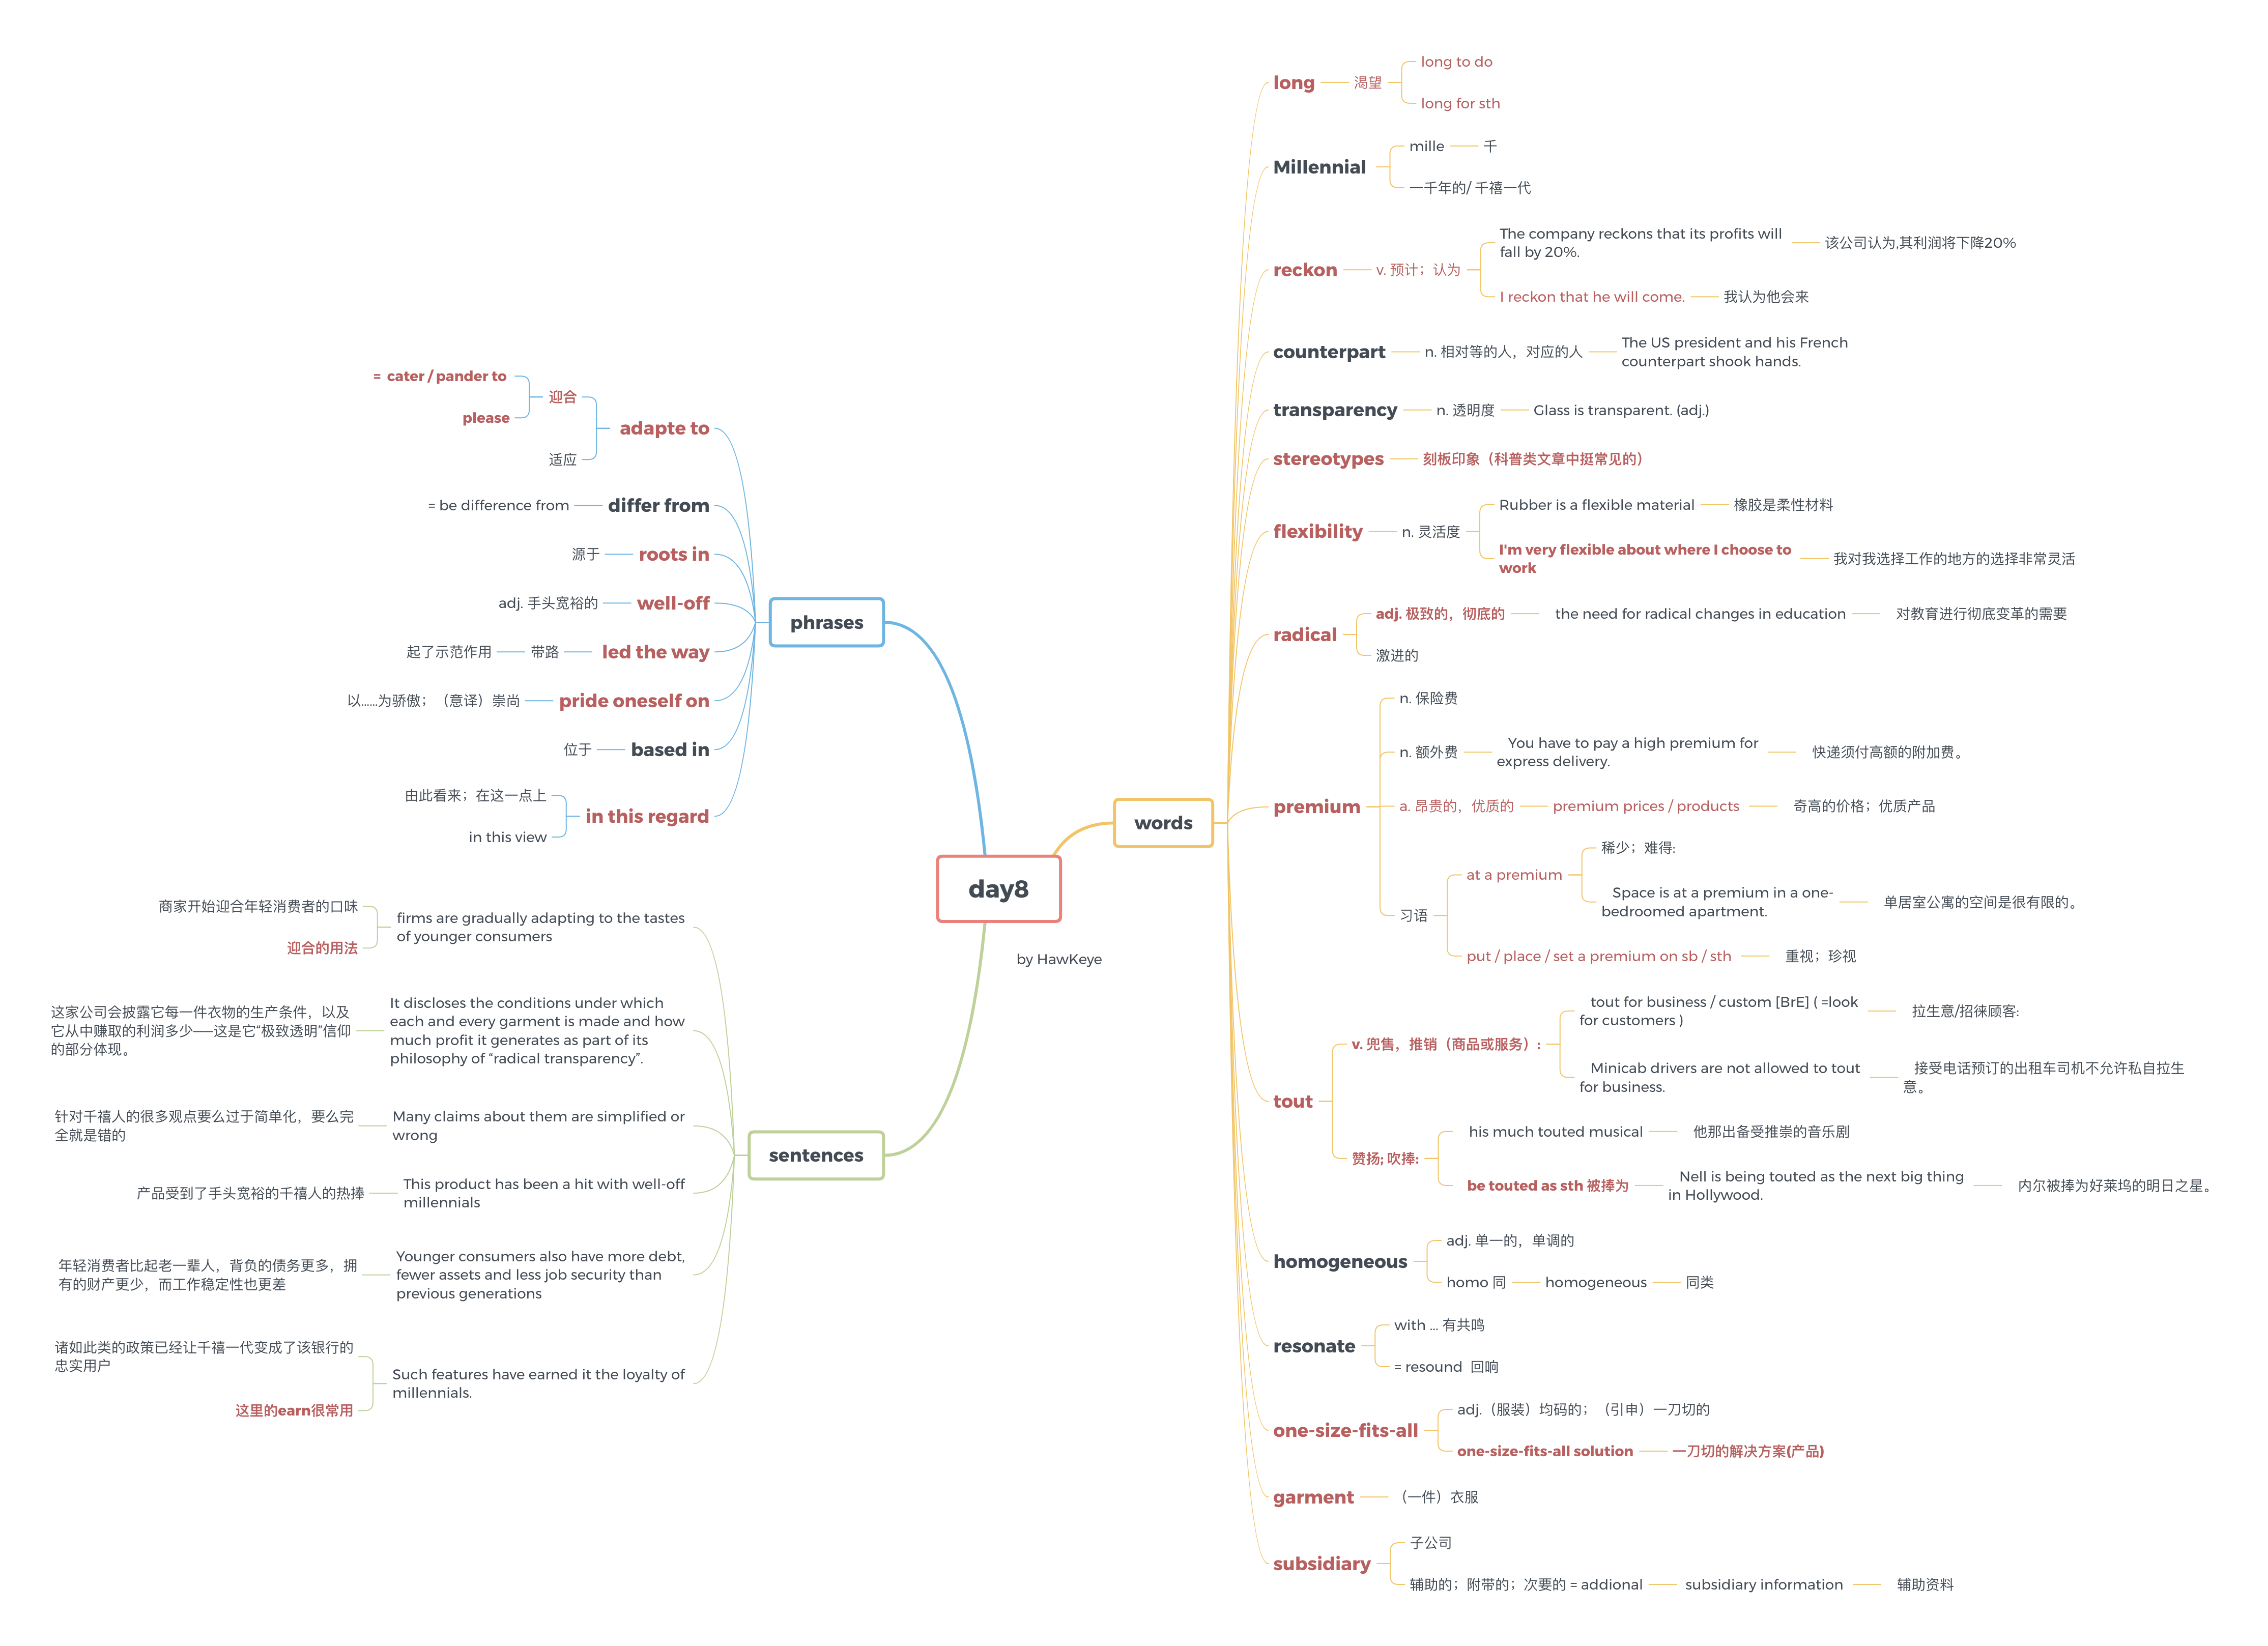 day8
by HawKeye
words
long
渴望
long to do
long for sth
Millennial
mille
千
一千年的/ 千禧一代
reckon
v. 预计；认为
The company reckons that its profits will
fall by 20%.
该公司认为,其利润将下降20%
I reckon that he will come.
我认为他会来
counterpart
n. 相对等的人，对应的人
The US president and his French
counterpart shook hands.
transparency
n. 透明度
Glass is transparent. (adj.)
stereotypes
刻板印象（科普类文章中挺常见的）
flexibility
n. 灵活度
Rubber is a flexible material
橡胶是柔性材料
I'm very flexible about where I choose to
work
我对我选择工作的地方的选择非常灵活
radical
adj. 极致的，彻底的
the need for radical changes in education
对教育进行彻底变革的需要
激进的
premium
n. 保险费
n. 额外费
You have to pay a high premium for
express delivery.
快递须付高额的附加费。
a. 昂贵的，优质的
premium prices / products
奇高的价格；优质产品
习语
at a premium
稀少；难得:
Space is at a premium in a one-
bedroomed apartment.
单居室公寓的空间是很有限的。
put / place / set a premium on sb / sth
重视；珍视
tout
v. 兜售，推销（商品或服务）:
tout for business / custom [BrE] ( =look
for customers )
拉生意/招徕顾客:
Minicab drivers are not allowed to tout
for business.
接受电话预订的出租车司机不允许私自拉生
意。
赞扬; 吹捧:
his much touted musical
他那出备受推崇的音乐剧
be touted as sth 被捧为
Nell is being touted as the next big thing
in Hollywood.
内尔被捧为好莱坞的明日之星。
homogeneous
adj. 单一的，单调的
homo 同
homogeneous
同类
resonate
with ... 有共鸣
= resound  回响
one-size-fits-all
adj.（服装）均码的；（引申）一刀切的
one-size-fits-all solution
一刀切的解决方案(产品)
garment
（一件）衣服
subsidiary
子公司
辅助的；附带的；次要的 = addional
subsidiary information
辅助资料
phrases
adapte to
迎合
= cater / pander to
please
适应
differ from
= be difference from
roots in
源于
well-off
adj. 手头宽裕的
led the way
带路
起了示范作用
pride oneself on
以......为骄傲；（意译）崇尚
based in
位于
in this regard
由此看来；在这一点上
in this view
sentences
firms are gradually adapting to the tastes
of younger consumers
商家开始迎合年轻消费者的口味
迎合的用法
It discloses the conditions under which
each and every garment is made and how
much profit it generates as part of its
philosophy of “radical transparency”.
这家公司会披露它每一件衣物的生产条件，以及
它从中赚取的利润多少——这是它“极致透明”信仰
的部分体现。
Many claims about them are simplified or
wrong
针对千禧人的很多观点要么过于简单化，要么完
全就是错的
This product has been a hit with well-off
millennials
产品受到了手头宽裕的千禧人的热捧
Younger consumers also have more debt,
fewer assets and less job security than
previous generations
年轻消费者比起老一辈人，背负的债务更多，拥
有的财产更少，而工作稳定性也更差
Such features have earned it the loyalty of
millennials.
诸如此类的政策已经让千禧一代变成了该银行的
忠实用户
这里的earn很常用